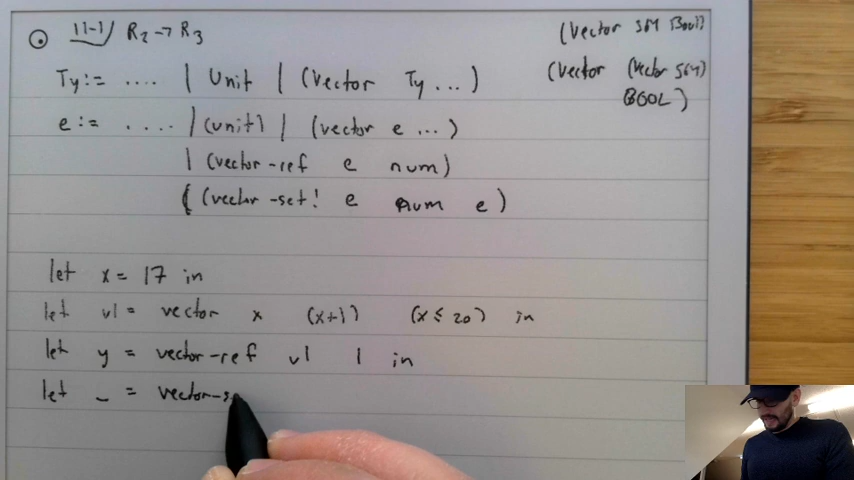 11-1) R2 → R3
(vector S64 Bool)
Ty := .... | Unit | (vector Ty ...)
(vector (vector S64)
BOOL)
e := .... | (unit) | (vector e ...)
| (vector-ref e num)
| (vector-set! e num e)
let x = 17 in
let v1 = vector x (x+1) (x ≤ 20) in
let y = vector-ref v1 1 in
let _ = vector-s